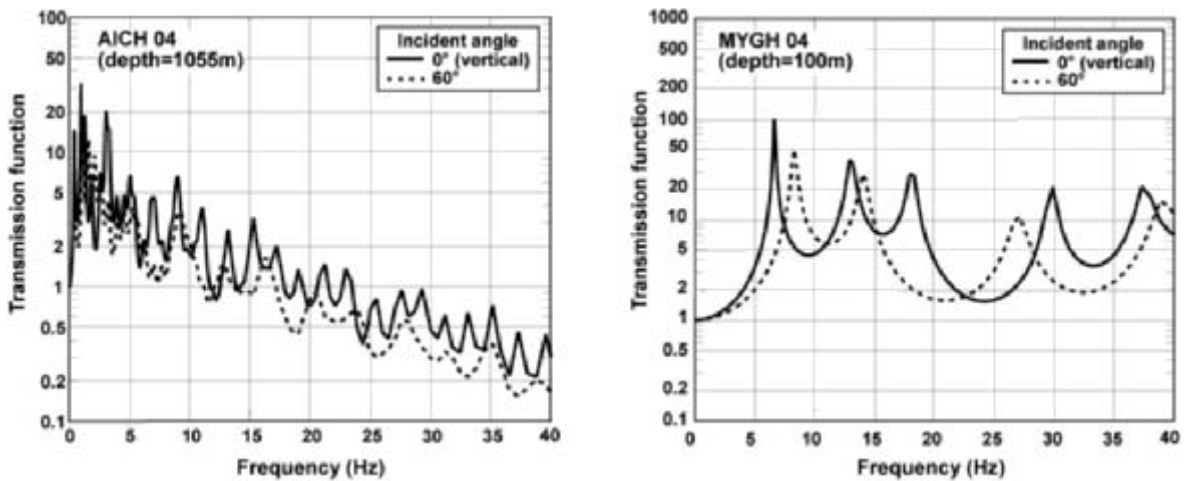 AICH 04
(depth=1055m)
Incident angle
0° (vertical)
60°
Transmission function
100
50
20
10
5
2
1
0.5
0.2
0.1
0 5 10 15 20 25 30 35 40
Frequency (Hz)
MYGH 04
(depth=100m)
Incident angle
0° (vertical)
60°
Transmission function
1000
500
200
100
50
20
10
5
2
1
0.5
0.2
0.1
0 5 10 15 20 25 30 35 40
Frequency (Hz)